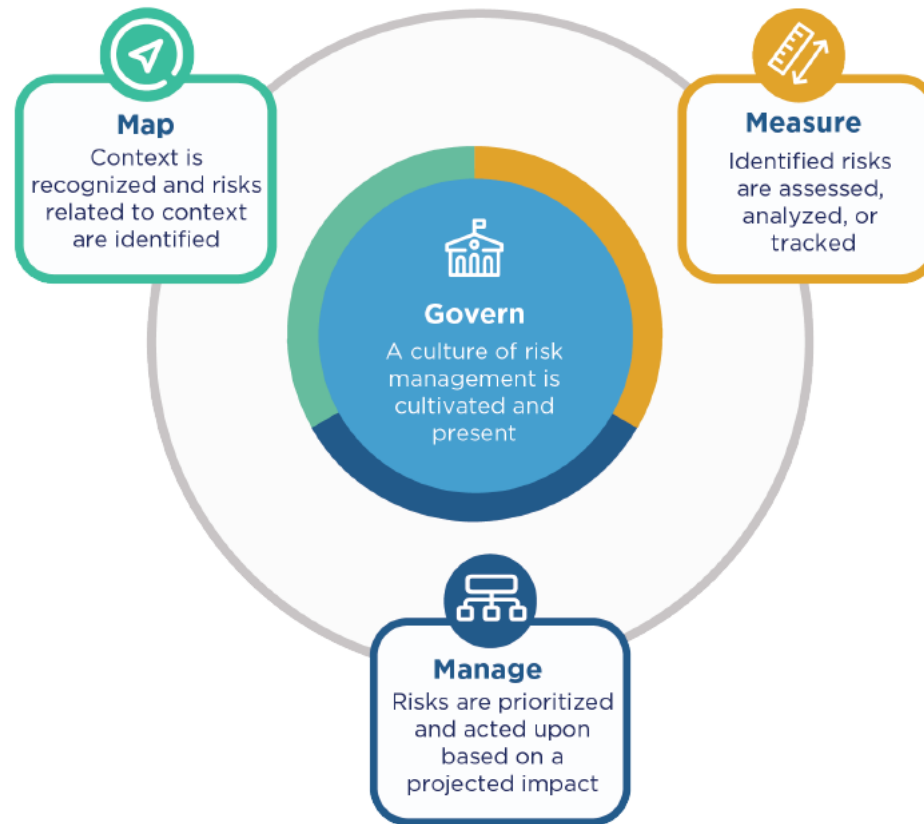 Map
Context is
recognized and risks
related to context
are identified
Measure
Identified risks
are assessed,
analyzed, or
tracked
Govern
A culture of risk
management is
cultivated and
present
Manage
Risks are prioritized
and acted upon
based on a
projected impact